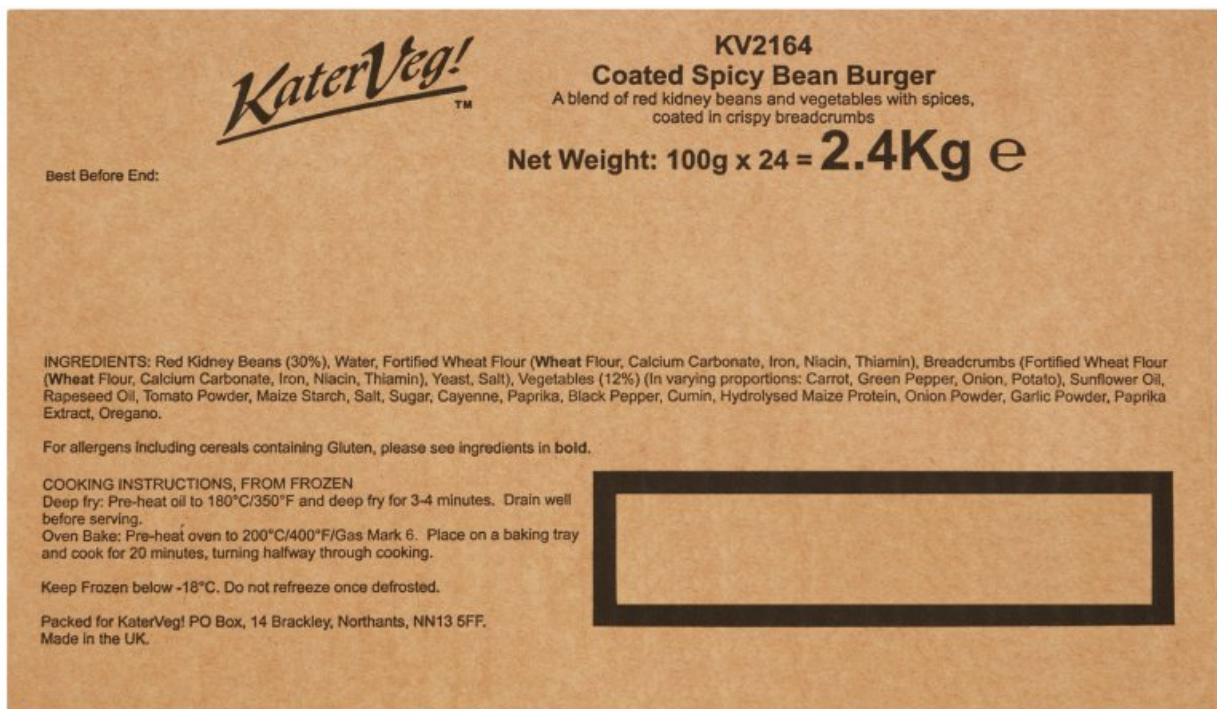 KaterVeg!
TM
KV2164
Coated Spicy Bean Burger
A blend of red kidney beans and vegetables with spices,
coated in crispy breadcrumbs
Net Weight: 100g x 24 = 2.4Kg ℮
Best Before End:
INGREDIENTS: Red Kidney Beans (30%), Water, Fortified Wheat Flour (Wheat Flour, Calcium Carbonate, Iron, Niacin, Thiamin), Breadcrumbs (Fortified Wheat Flour
(Wheat Flour, Calcium Carbonate, Iron, Niacin, Thiamin), Yeast, Salt), Vegetables (12%) (In varying proportions: Carrot, Green Pepper, Onion, Potato), Sunflower Oil,
Rapeseed Oil, Tomato Powder, Maize Starch, Salt, Sugar, Cayenne, Paprika, Black Pepper, Cumin, Hydrolysed Maize Protein, Onion Powder, Garlic Powder, Paprika
Extract, Oregano.
For allergens including cereals containing Gluten, please see ingredients in bold.
COOKING INSTRUCTIONS, FROM FROZEN
Deep fry: Pre-heat oil to 180°C/350°F and deep fry for 3-4 minutes. Drain well
before serving.
Oven Bake: Pre-heat oven to 200°C/400°F/Gas Mark 6. Place on a baking tray
and cook for 20 minutes, turning halfway through cooking.
Keep Frozen below -18°C. Do not refreeze once defrosted.
Packed for KaterVeg! PO Box, 14 Brackley, Northants, NN13 5FF.
Made in the UK.